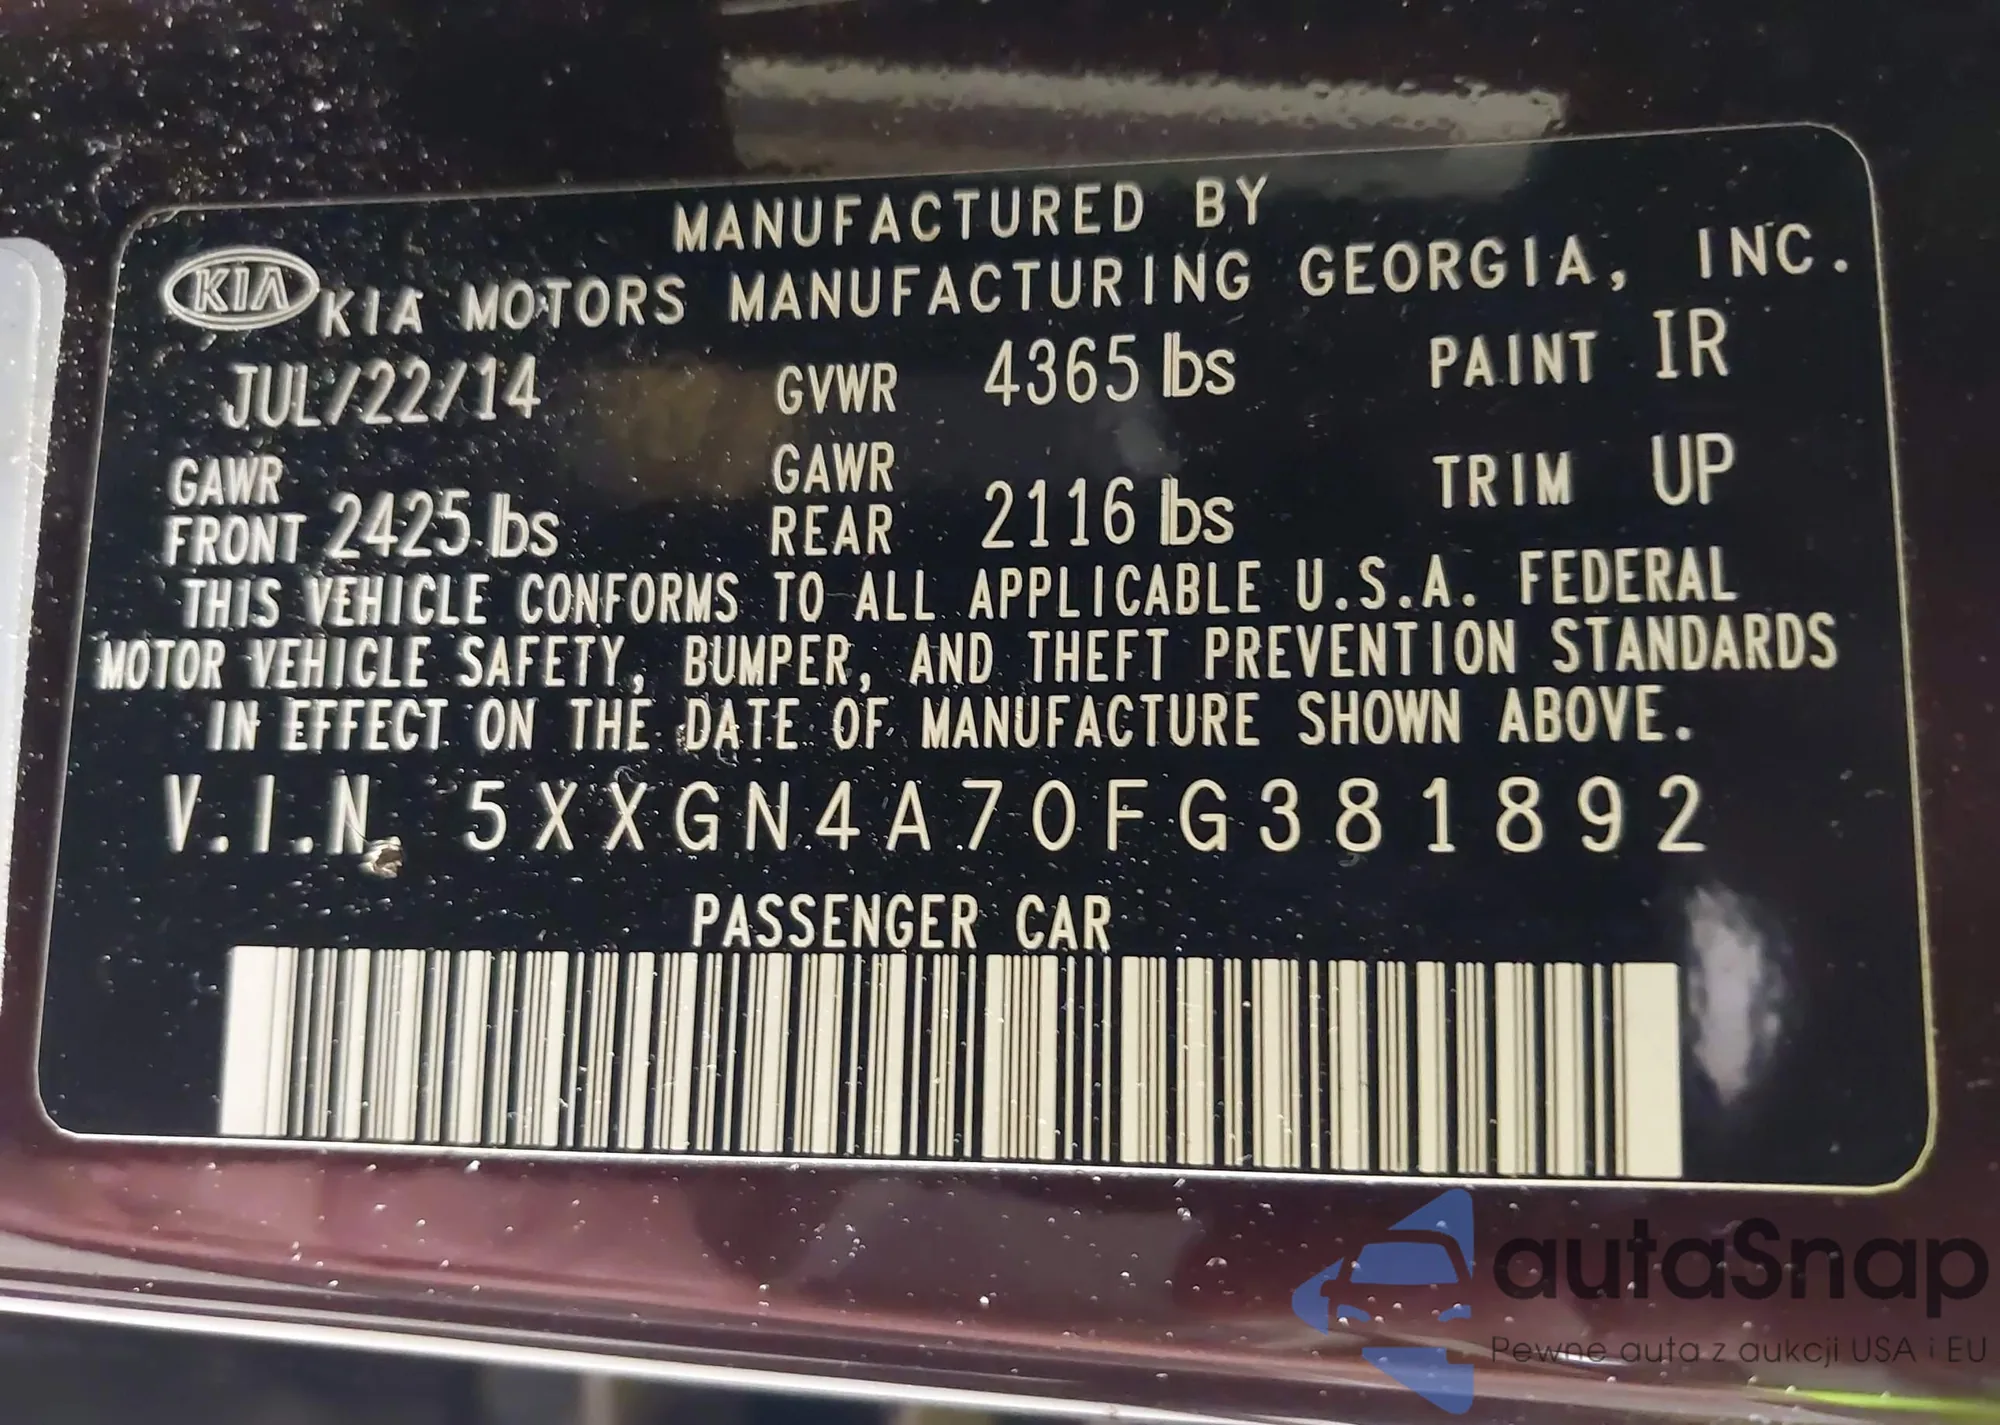 MANUFACTURED BY
KIA KIA MOTORS MANUFACTURING GEORGIA, INC.
JUL/22/14 GVWR 4365 lbs PAINT IR
GAWR FRONT 2425 lbs GAWR REAR 2116 lbs TRIM UP
THIS VEHICLE CONFORMS TO ALL APPLICABLE U.S.A. FEDERAL
MOTOR VEHICLE SAFETY, BUMPER, AND THEFT PREVENTION STANDARDS
IN EFFECT ON THE DATE OF MANUFACTURE SHOWN ABOVE.
V.I.N. 5XXGN4A70FG381892
PASSENGER CAR
autaSnap
Pewne auta z aukcji USA i EU